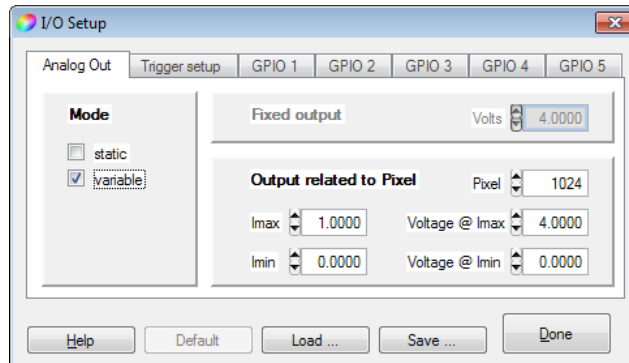 I/O Setup
Analog Out Trigger setup GPIO 1 GPIO 2 GPIO 3 GPIO 4 GPIO 5
Mode
static
variable
Fixed output Volts 4.0000
Output related to Pixel Pixel 1024
Imax 1.0000 Voltage @ Imax 4.0000
Imin 0.0000 Voltage @ Imin 0.0000
Help Default Load ... Save ... Done